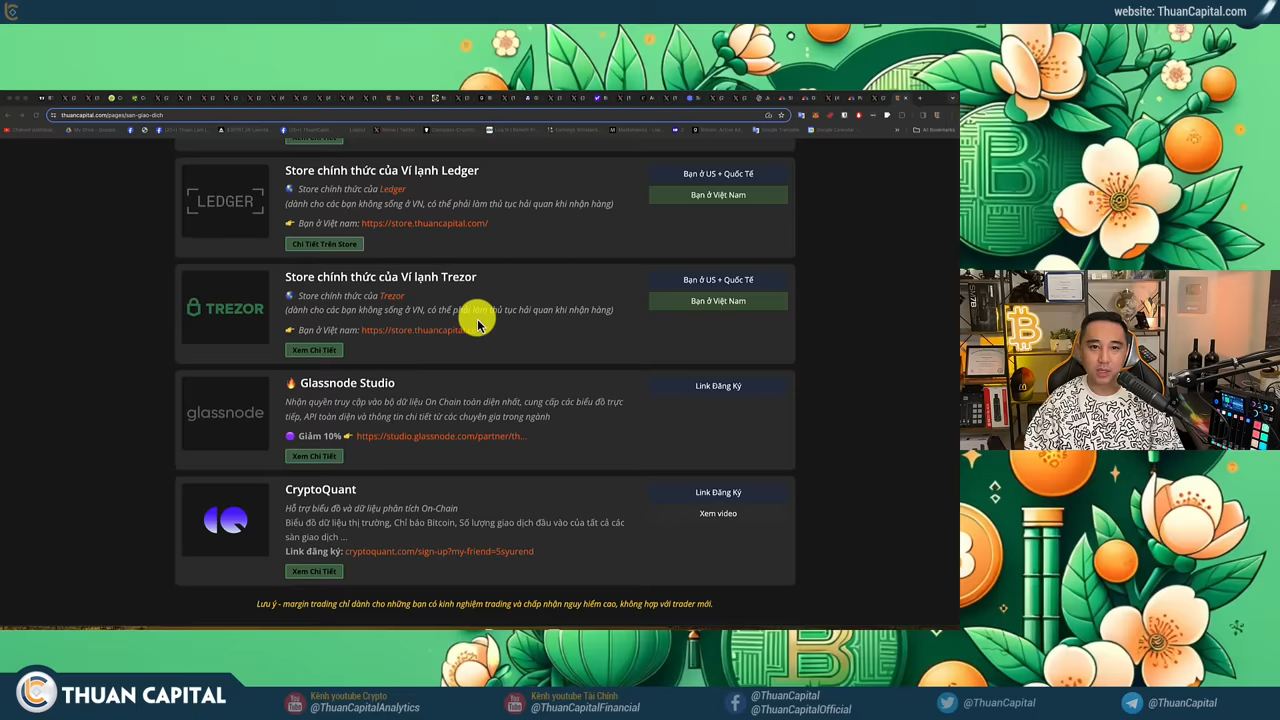 website: ThuanCapital.com
thuancapital.com/pages/san-giao-dich
All Bookmarks
LEDGER
Store chính thức của Ví lạnh Ledger
Store chính thức của Ledger
(dành cho các bạn không sống ở VN, có thể phải làm thủ tục hải quan khi nhận hàng)
👉 Bạn ở Việt nam: https://store.thuancapital.com/
Chi Tiết Trên Store
Bạn ở US + Quốc Tế
Bạn ở Việt Nam
TREZOR
Store chính thức của Ví lạnh Trezor
Store chính thức của Trezor
(dành cho các bạn không sống ở VN, có thể phải làm thủ tục hải quan khi nhận hàng)
👉 Bạn ở Việt nam: https://store.thuancapital
Xem Chi Tiết
Bạn ở US + Quốc Tế
Bạn ở Việt Nam
glassnode
🔥 Glassnode Studio
Nhận quyền truy cập vào bộ dữ liệu On Chain toàn diện nhất, cung cấp các biểu đồ trực
tiếp, API toàn diện và thông tin chi tiết từ các chuyên gia trong ngành
🟣 Giảm 10% 👉 https://studio.glassnode.com/partner/th...
Xem Chi Tiết
Link Đăng Ký
CryptoQuant
Hỗ trợ biểu đồ và dữ liệu phân tích On-Chain
Biểu đồ dữ liệu thị trường, Chỉ báo Bitcoin, Số lượng giao dịch đầu vào của tất cả các
sàn giao dịch ...
Link đăng ký: cryptoquant.com/sign-up?my-friend=5syurend
Xem Chi Tiết
Link Đăng Ký
Xem video
Lưu ý - margin trading chỉ dành cho những bạn có kinh nghiệm trading và chấp nhận nguy hiểm cao, không hợp với trader mới.
SM7B
THUAN CAPITAL
Kênh youtube Crypto
@ThuanCapitalAnalytics
Kênh youtube Tài Chính
@ThuanCapitalFinancial
@ThuanCapital
@ThuanCapitalOfficial
@ThuanCapital
@ThuanCapital